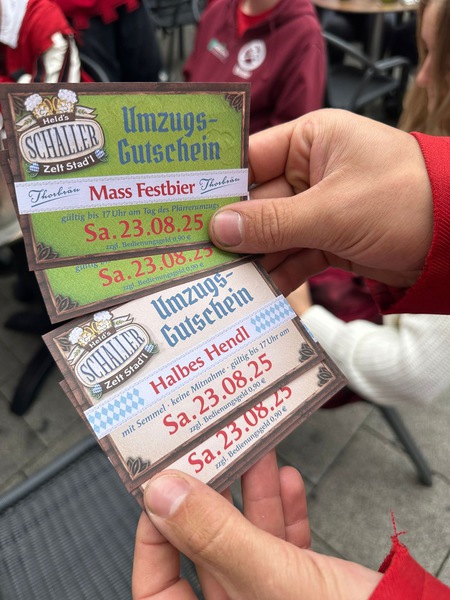 Held's
SCHALLER
Zelt Stad'l
Umzugs-
Gutschein
Thorbräu Mass Festbier Thorbräu
gültig bis 17 Uhr am Tag des Plärrerumzugs
Sa. 23.08.25
zzgl. Bedienungsgeld 0,90 €
Sa. 23.08.25
zzgl. Bedienungsgeld 0,90 €
Held's
SCHALLER
Zelt Stad'l
Umzugs-
Gutschein
Halbes Hendl
mit Semmel · keine Mitnahme · gültig bis 17 Uhr am
Sa. 23.08.25
zzgl. Bedienungsgeld 0,50 €
Sa. 23.08.25
zzgl. Bedienungsgeld 0,50 €